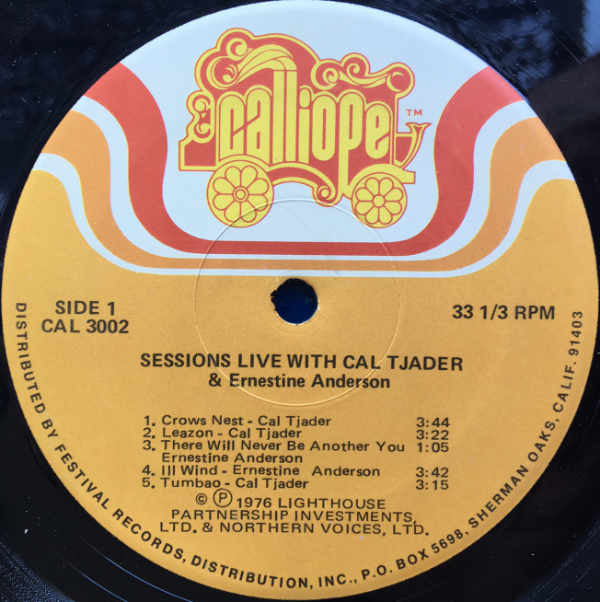 calliope™
SIDE 1
CAL 3002
33 1/3 RPM
SESSIONS LIVE WITH CAL TJADER
& Ernestine Anderson
1. Crows Nest - Cal Tjader 3:44
2. Leazon - Cal Tjader 3:22
3. There Will Never Be Another You 1:05
Ernestine Anderson
4. Ill Wind - Ernestine Anderson 3:42
5. Tumbao - Cal Tjader 3:15
© ℗ 1976 LIGHTHOUSE
PARTNERSHIP INVESTMENTS,
LTD. & NORTHERN VOICES, LTD.
DISTRIBUTED BY FESTIVAL RECORDS, DISTRIBUTION, INC., P.O. BOX 5698, SHERMAN OAKS, CALIF. 91403